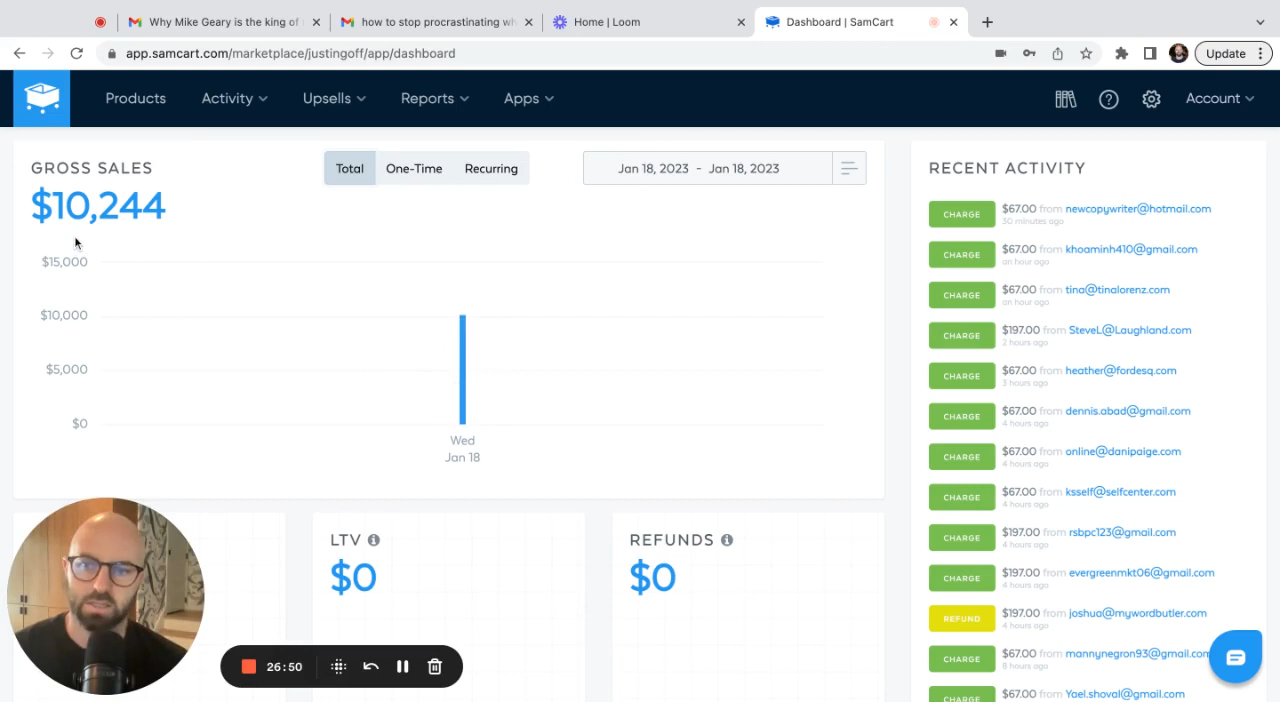 Why Mike Geary is the king of
how to stop procrastinating wh
Home | Loom
Dashboard | SamCart
app.samcart.com/marketplace/justingoff/app/dashboard
Update
Products
Activity
Upsells
Reports
Apps
Account
GROSS SALES
$10,244
Total
One-Time
Recurring
Jan 18, 2023 - Jan 18, 2023
$15,000
$10,000
$5,000
$0
Wed
Jan 18
LTV
$0
REFUNDS
$0
26:50
RECENT ACTIVITY
CHARGE
$67.00 from newcopywriter@hotmail.com
30 minutes ago
CHARGE
$67.00 from khoaminh410@gmail.com
an hour ago
CHARGE
$67.00 from tina@tinalorenz.com
an hour ago
CHARGE
$197.00 from SteveL@Laughland.com
2 hours ago
CHARGE
$67.00 from heather@fordesq.com
3 hours ago
CHARGE
$67.00 from dennis.abad@gmail.com
4 hours ago
CHARGE
$67.00 from online@danipaige.com
4 hours ago
CHARGE
$67.00 from ksself@selfcenter.com
4 hours ago
CHARGE
$197.00 from rsbpc123@gmail.com
4 hours ago
CHARGE
$197.00 from evergreenmkt06@gmail.com
4 hours ago
REFUND
$197.00 from joshua@mywordbutler.com
4 hours ago
CHARGE
$67.00 from mannynegron93@gmail.com
8 hours ago
CHARGE
$67.00 from Yael.shoval@gmail.com